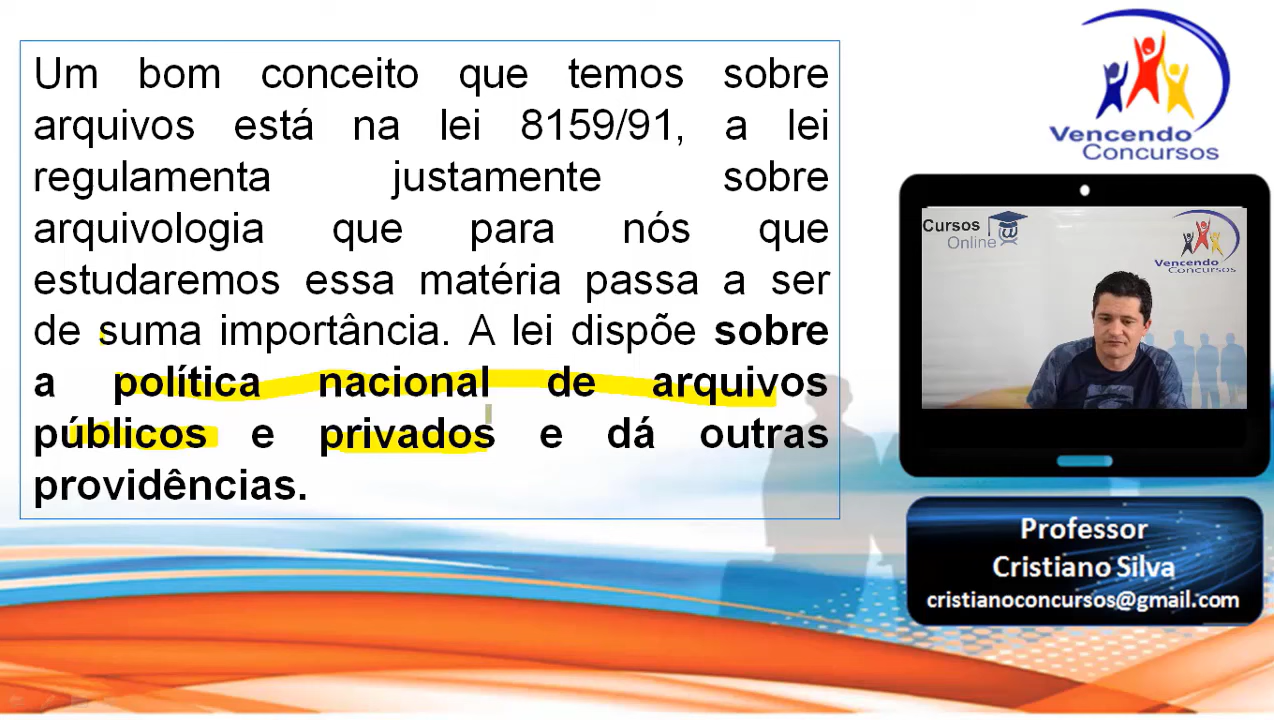 Um bom conceito que temos sobre
arquivos está na lei 8159/91, a lei
regulamenta justamente sobre
arquivologia que para nós que
estudaremos essa matéria passa a ser
de suma importância. A lei dispõe sobre
a política nacional de arquivos
públicos e privados e dá outras
providências.
Vencendo
Concursos
Cursos
Online
Vencendo
Concursos
Professor
Cristiano Silva
cristianoconcursos@gmail.com